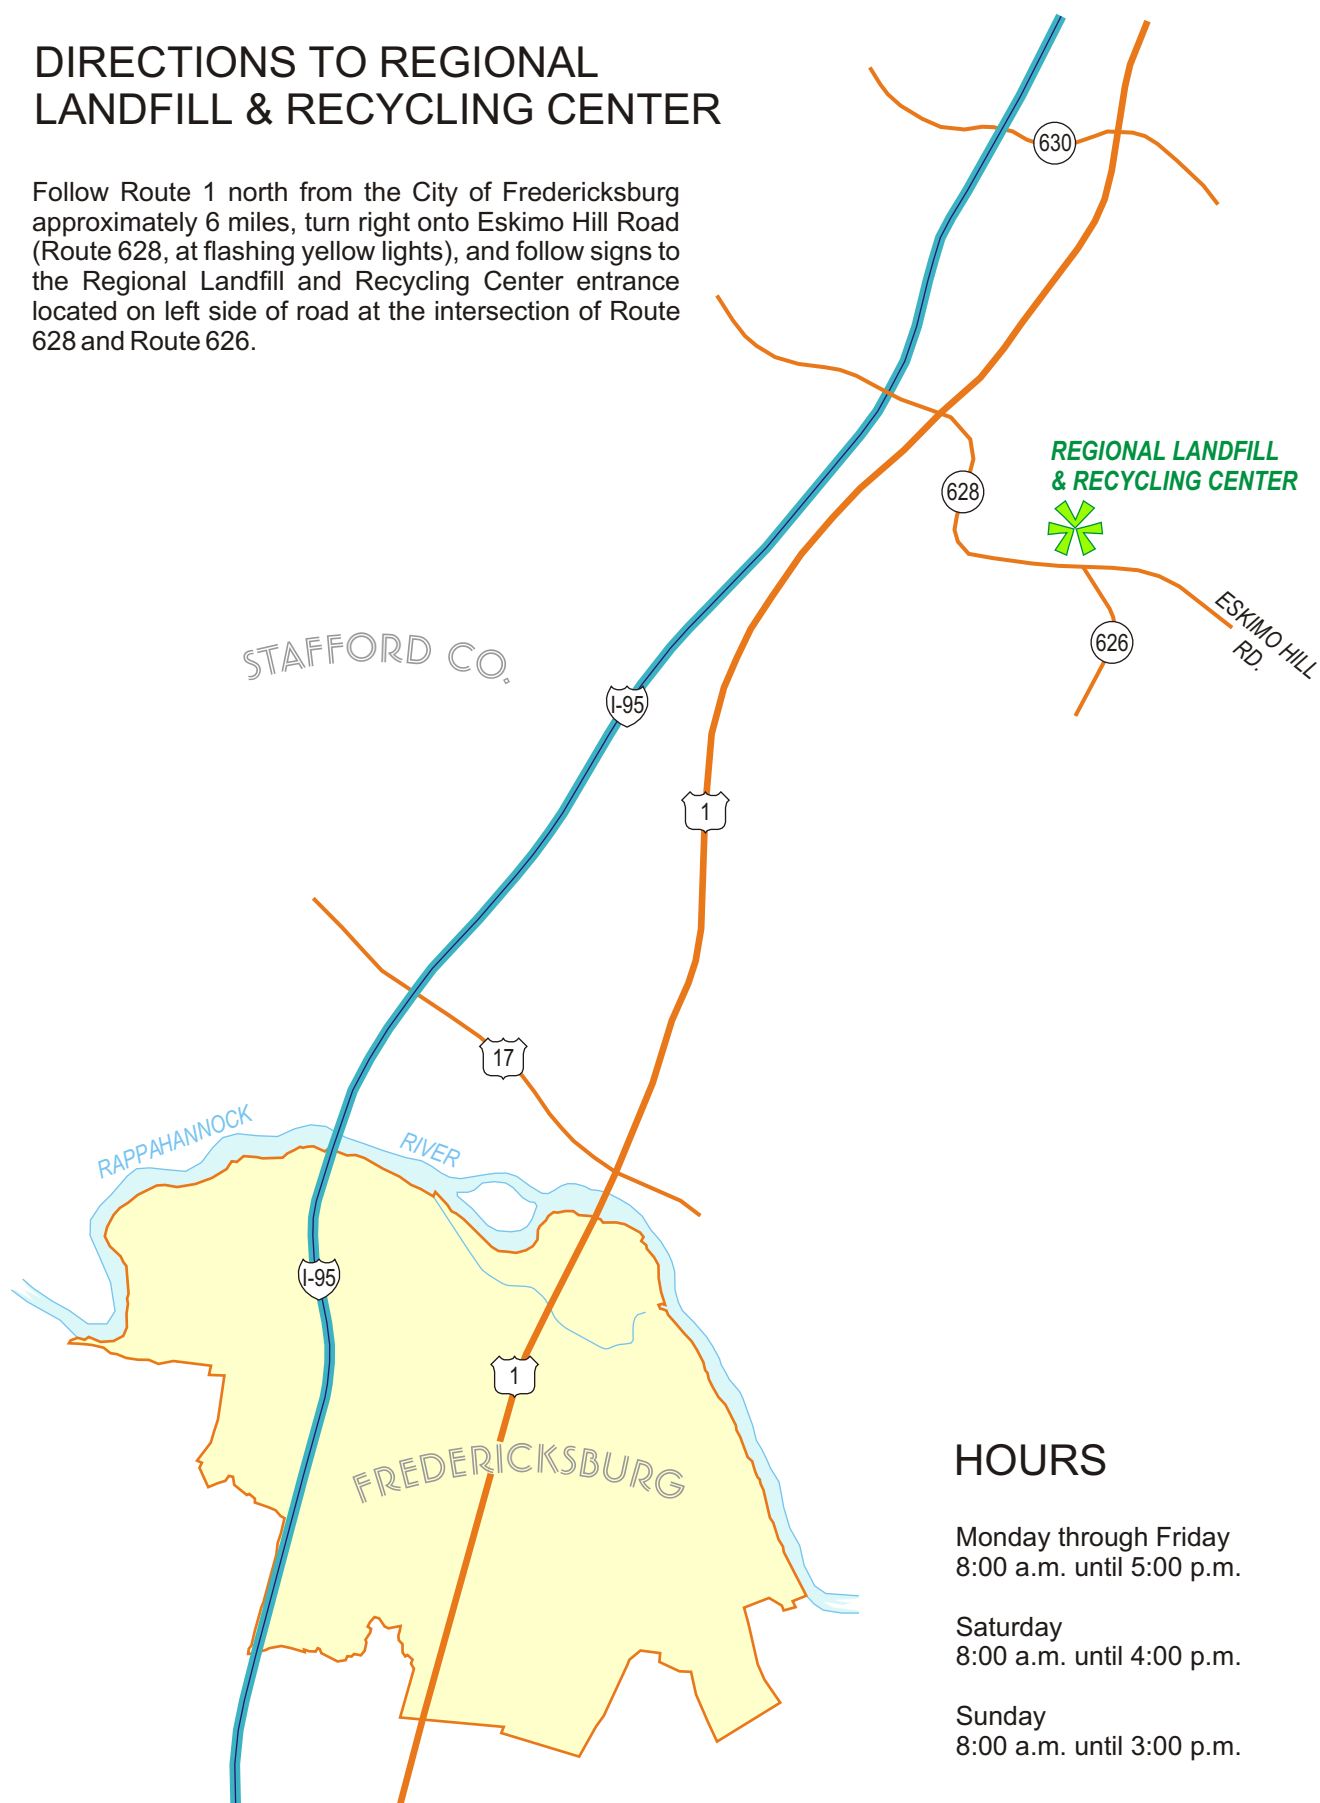 DIRECTIONS TO REGIONAL
LANDFILL & RECYCLING CENTER
Follow Route 1 north from the City of Fredericksburg
approximately 6 miles, turn right onto Eskimo Hill Road
(Route 628, at flashing yellow lights), and follow signs to
the Regional Landfill and Recycling Center entrance
located on left side of road at the intersection of Route
628 and Route 626.
630
REGIONAL LANDFILL
& RECYCLING CENTER
628
ESKIMO HILL
RD.
626
STAFFORD CO.
I-95
1
17
RAPPAHANNOCK
RIVER
I-95
1
FREDERICKSBURG
HOURS
Monday through Friday
8:00 a.m. until 5:00 p.m.
Saturday
8:00 a.m. until 4:00 p.m.
Sunday
8:00 a.m. until 3:00 p.m.